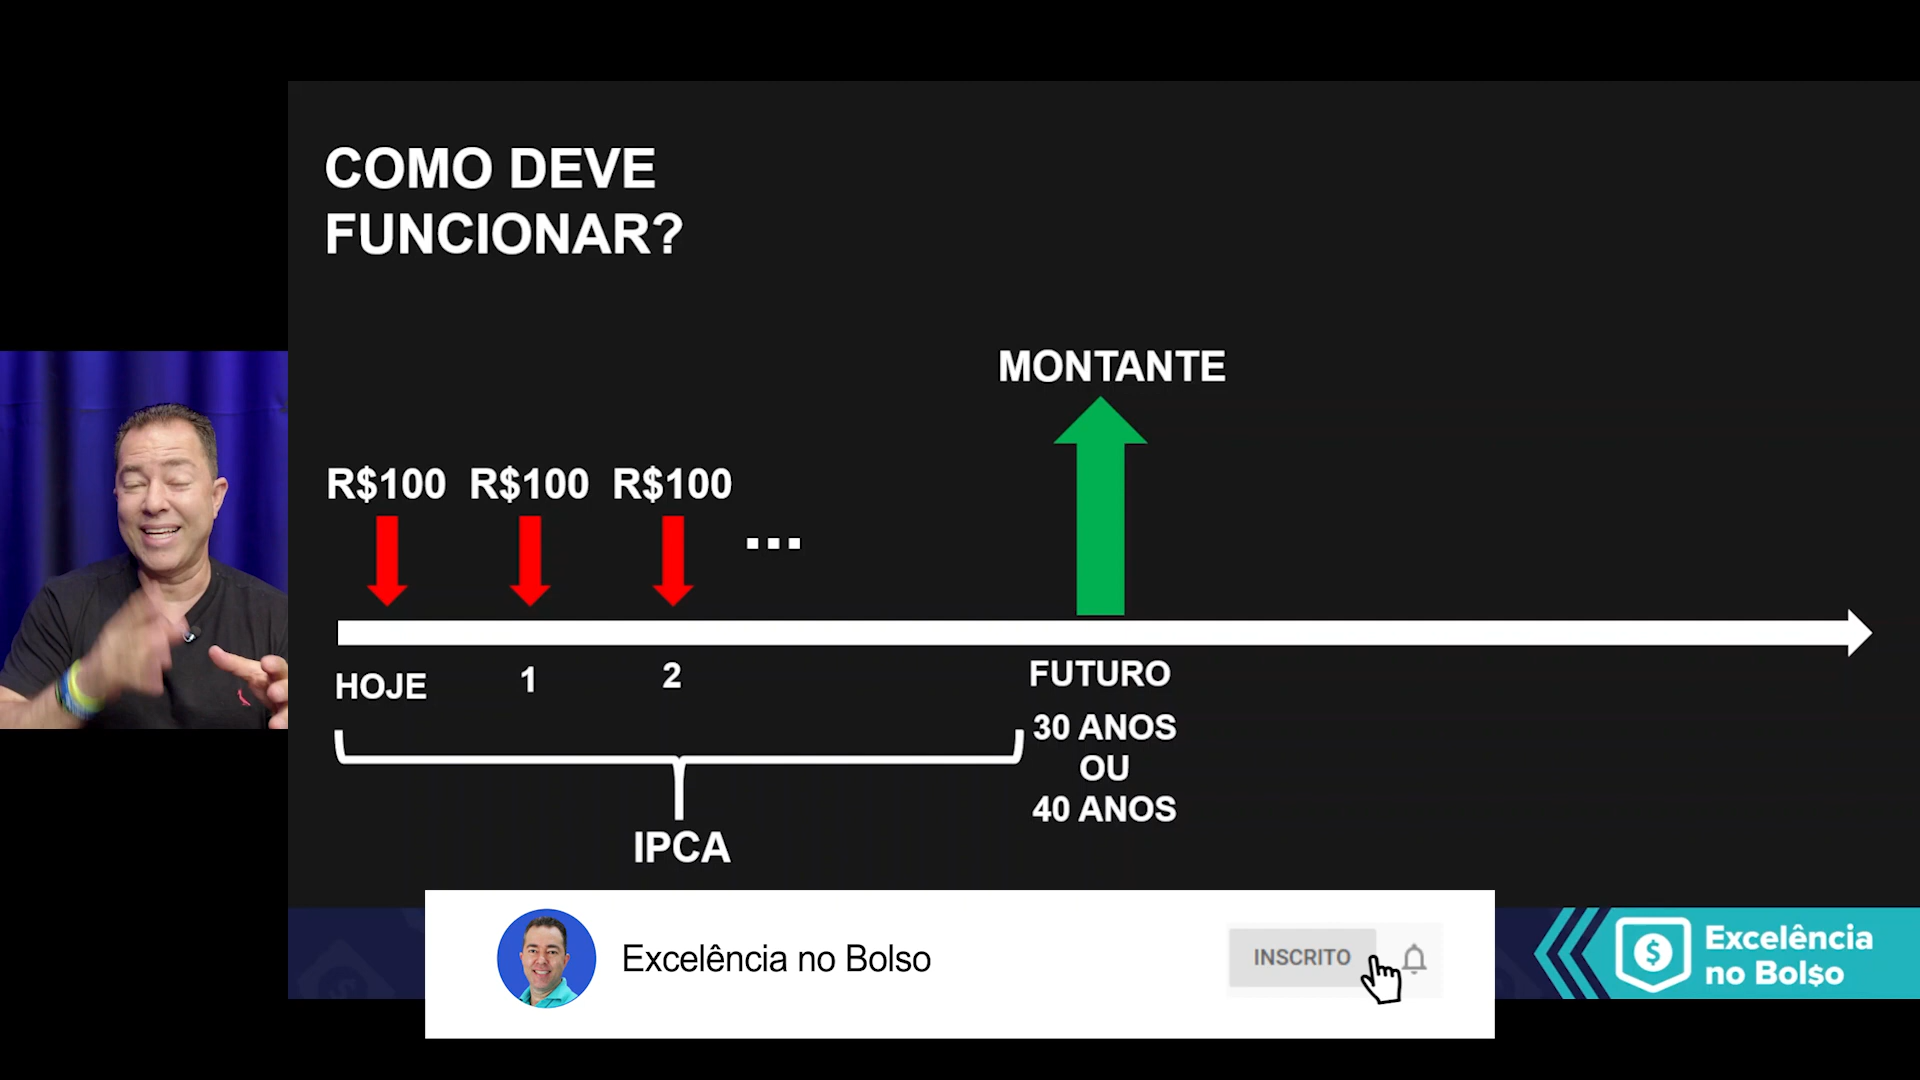 COMO DEVE
FUNCIONAR?
MONTANTE
R$100 R$100 R$100
...
HOJE 1 2 FUTURO
30 ANOS
OU
40 ANOS
IPCA
Excelência no Bolso
INSCRITO
$
Excelência
no Bol$o